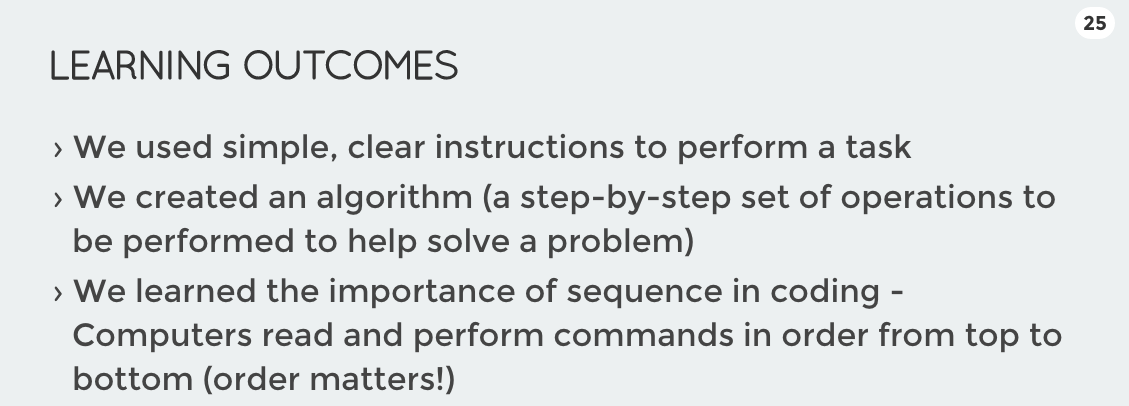 25
LEARNING OUTCOMES
› We used simple, clear instructions to perform a task
› We created an algorithm (a step-by-step set of operations to
be performed to help solve a problem)
› We learned the importance of sequence in coding -
Computers read and perform commands in order from top to
bottom (order matters!)